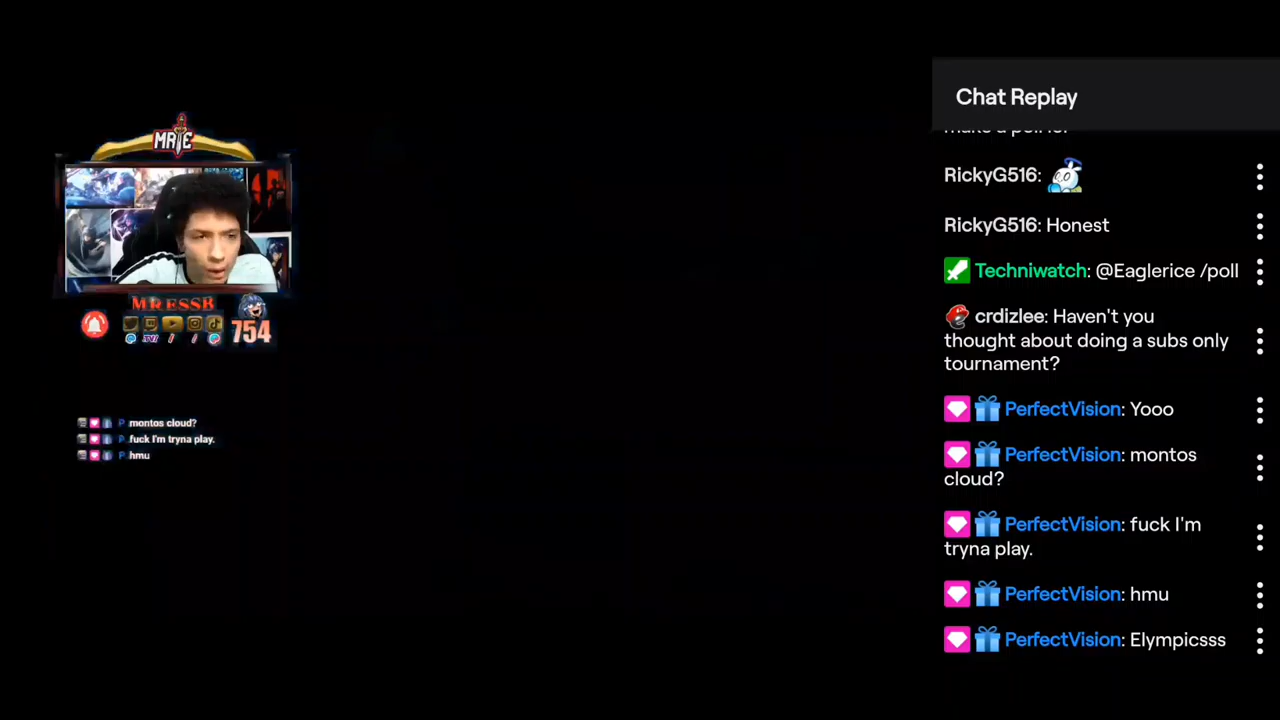 MR E
MRESSB
754
P montos cloud?
P fuck I'm tryna play.
P hmu
Chat Replay
RickyG516:
RickyG516: Honest
Techniwatch: @Eaglerice /poll
crdizlee: Haven't you
thought about doing a subs only
tournament?
PerfectVision: Yooo
PerfectVision: montos
cloud?
PerfectVision: fuck I'm
tryna play.
PerfectVision: hmu
PerfectVision: Elympicsss